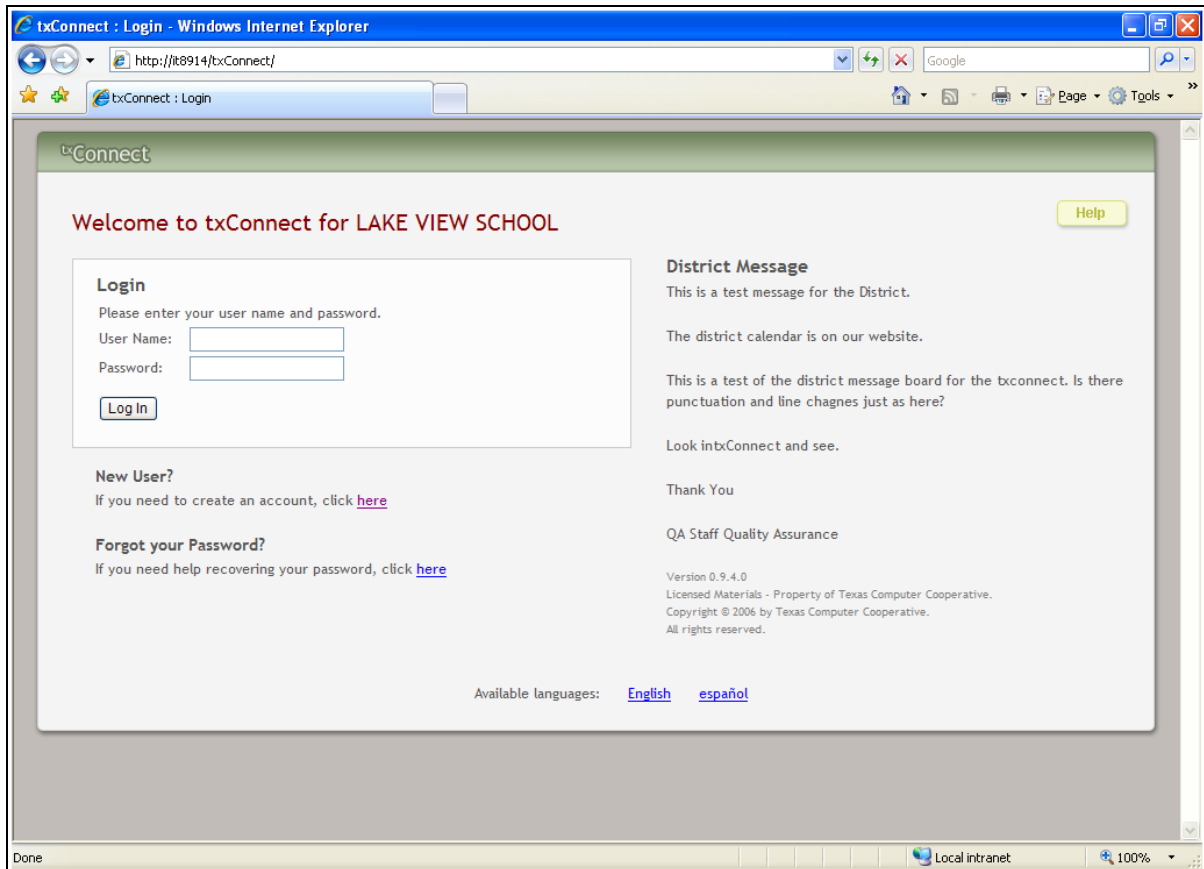 txConnect : Login - Windows Internet Explorer
http://it8914/txConnect/
Google
txConnect : Login
Page
Tools
txConnect
Welcome to txConnect for LAKE VIEW SCHOOL
Help
Login
Please enter your user name and password.
User Name:
Password:
Log In
New User?
If you need to create an account, click here
Forgot your Password?
If you need help recovering your password, click here
District Message
This is a test message for the District.
The district calendar is on our website.
This is a test of the district message board for the txconnect. Is there
punctuation and line chagnes just as here?
Look intxConnect and see.
Thank You
QA Staff Quality Assurance
Version 0.9.4.0
Licensed Materials - Property of Texas Computer Cooperative.
Copyright © 2006 by Texas Computer Cooperative.
All rights reserved.
Available languages: English español
Done
Local intranet
100%